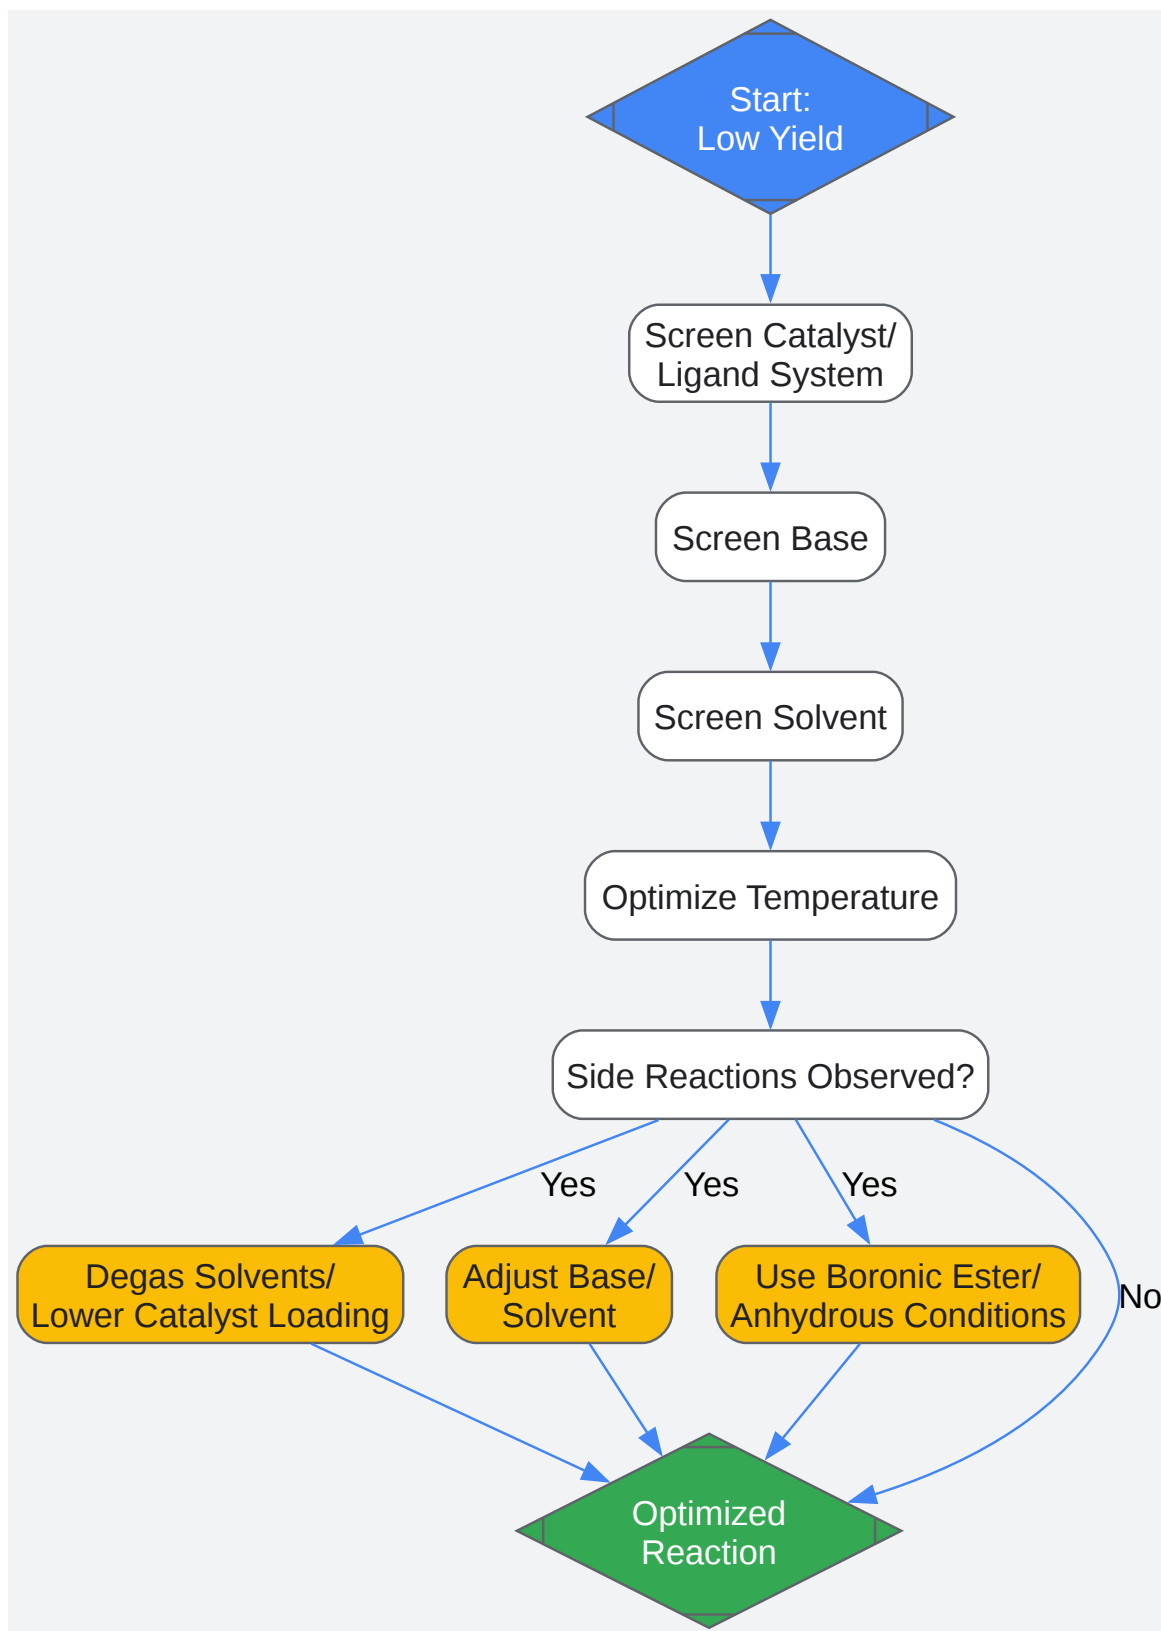 Start:
Low Yield
Screen Catalyst/
Ligand System
Screen Base
Screen Solvent
Optimize Temperature
Side Reactions Observed?
Yes
Yes
Yes
No
Degas Solvents/
Lower Catalyst Loading
Adjust Base/
Solvent
Use Boronic Ester/
Anhydrous Conditions
Optimized
Reaction